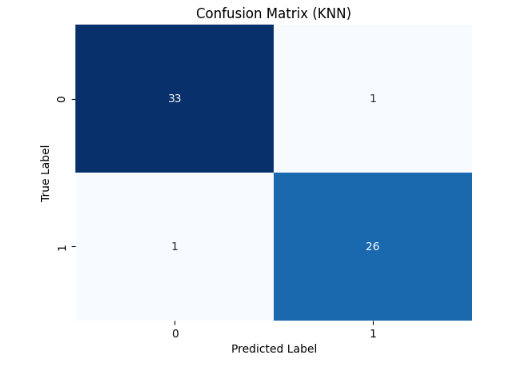 Confusion Matrix (KNN)
0
33
1
True Label
1
1
26
0
1
Predicted Label